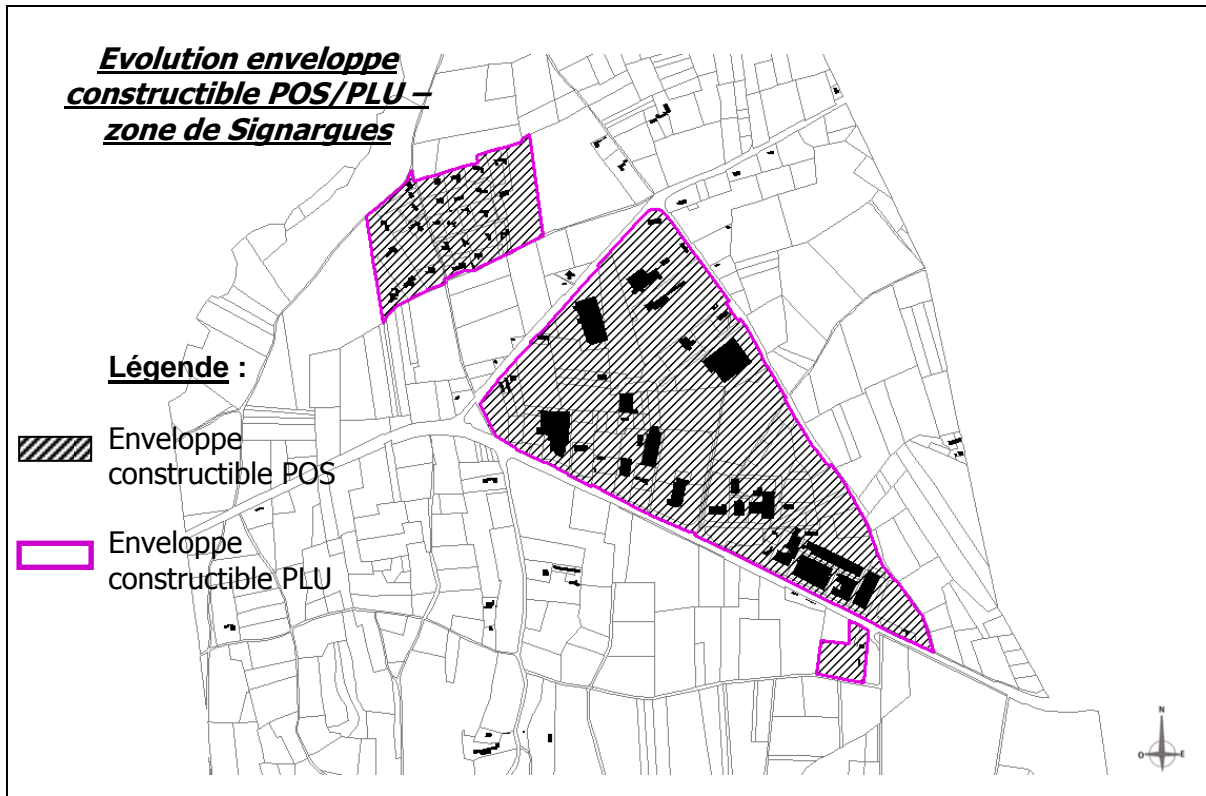 Evolution enveloppe
constructible POS/PLU –
zone de Signargues
Légende :
Enveloppe
constructible POS
Enveloppe
constructible PLU
N
O
E